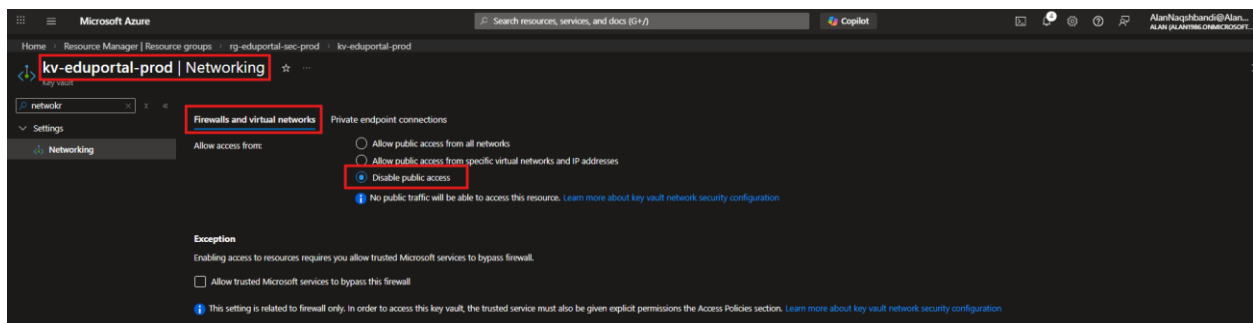 Microsoft Azure
Search resources, services, and docs (G+/)
Copilot
4
AlanNaqshbandi@Alan...
ALAN (ALAN1986.ONMICROSOFT....
Home > Resource Manager | Resource groups > rg-eduportal-sec-prod > kv-eduportal-prod
kv-eduportal-prod | Networking
Key vault
netwokr
Settings
Networking
Firewalls and virtual networks
Private endpoint connections
Allow access from:
Allow public access from all networks
Allow public access from specific virtual networks and IP addresses
Disable public access
No public traffic will be able to access this resource. Learn more about key vault network security configuration
Exception
Enabling access to resources requires you allow trusted Microsoft services to bypass firewall.
Allow trusted Microsoft services to bypass this firewall
This setting is related to firewall only. In order to access this key vault, the trusted service must also be given explicit permissions the Access Policies section. Learn more about key vault network security configuration